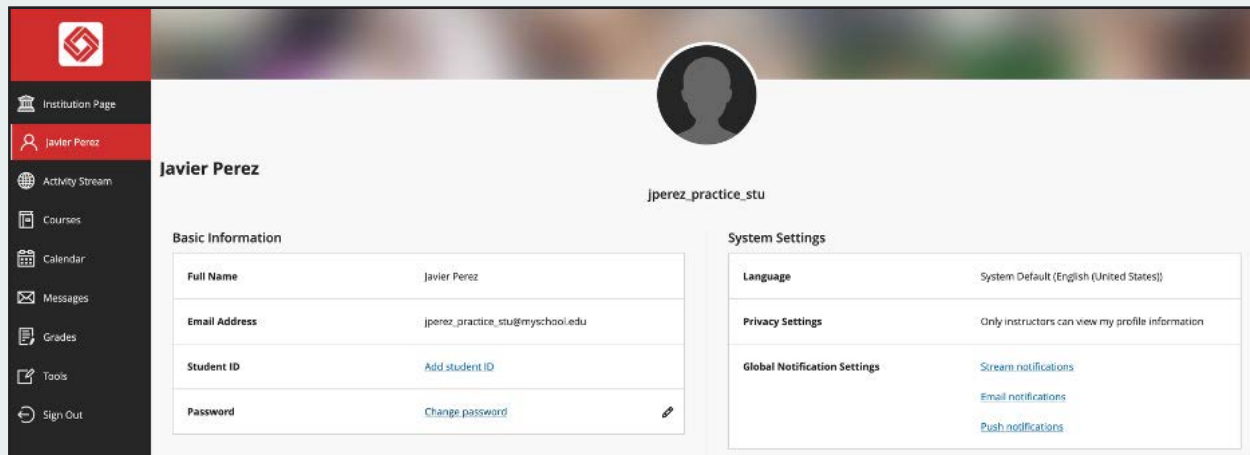 Institution Page
Javier Perez
Activity Stream
Courses
Calendar
Messages
Grades
Tools
Sign Out
Javier Perez
jperez_practice_stu
Basic Information
Full Name Javier Perez
Email Address jperez_practice_stu@myschool.edu
Student ID Add student ID
Password Change password
System Settings
Language System Default (English (United States))
Privacy Settings Only instructors can view my profile information
Global Notification Settings Stream notifications
Email notifications
Push notifications